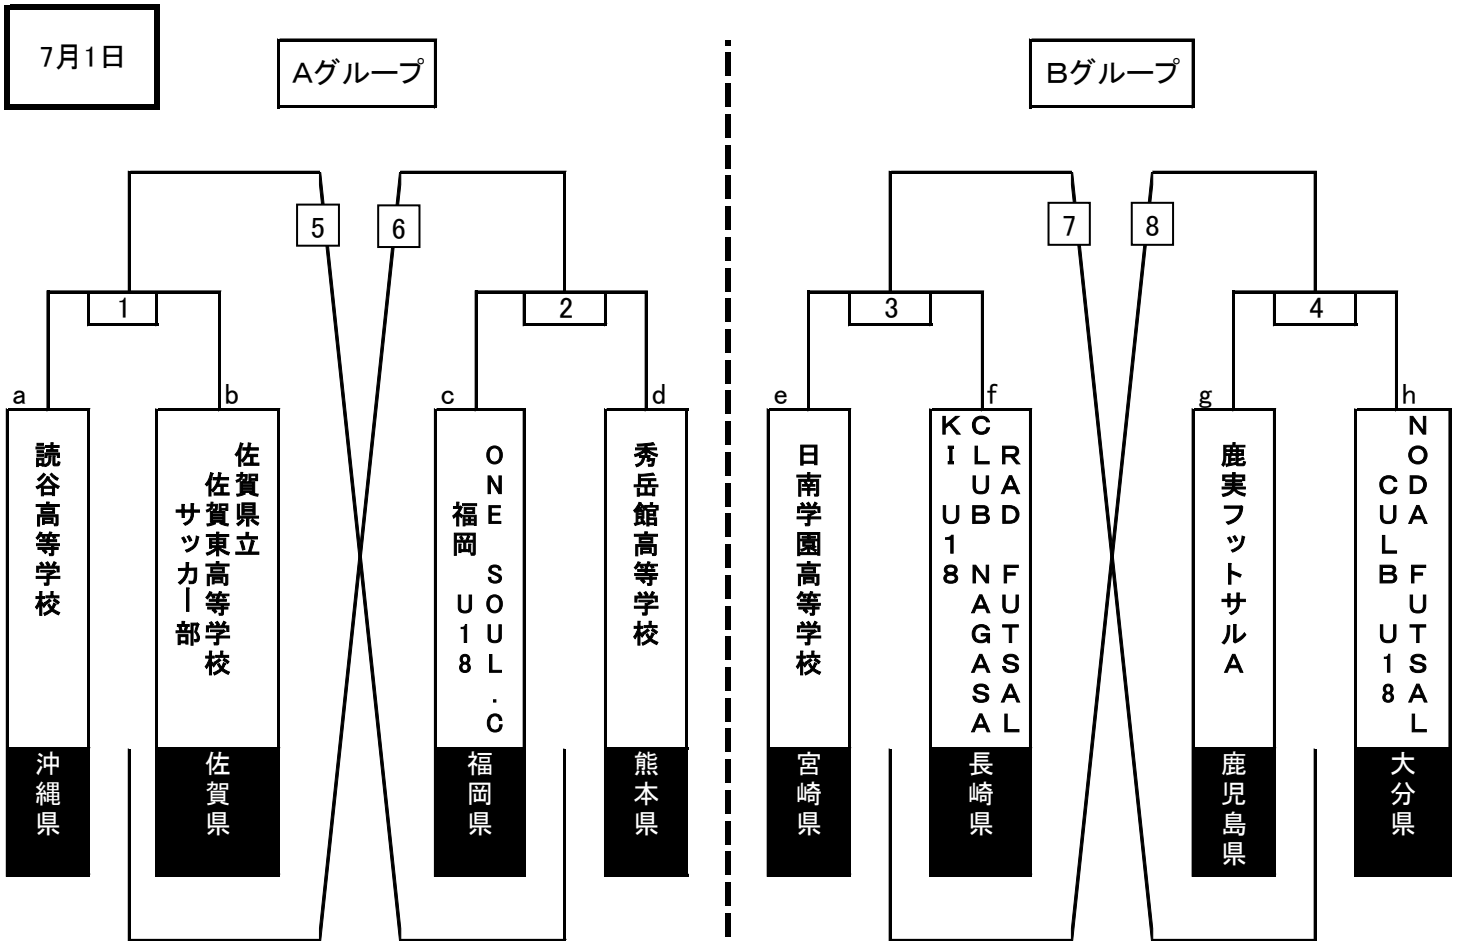 7月1日
Aグループ
Bグループ
5
6
7
8
1
2
3
4
a
b
c
d
e
f
g
h
読谷高等学校
佐賀県立
佐賀東高等学校
サッカー部
ONE SOUL.C
福岡 U18
秀岳館高等学校
日南学園高等学校
RAD FUTSAL
CLUB NAGASA
KI U18
鹿実フットサルA
NODA FUTSAL
CULB U18
沖縄県
佐賀県
福岡県
熊本県
宮崎県
長崎県
鹿児島県
大分県